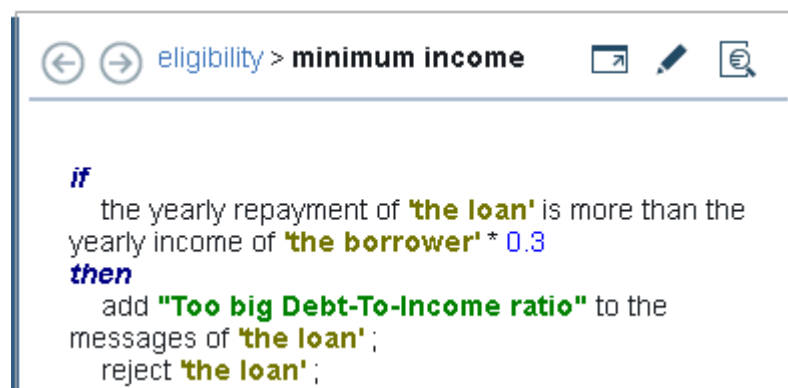 eligibility > minimum income
if
the yearly repayment of 'the loan' is more than the
yearly income of 'the borrower' * 0.3
then
add "Too big Debt-To-Income ratio" to the
messages of 'the loan' ;
reject 'the loan' ;